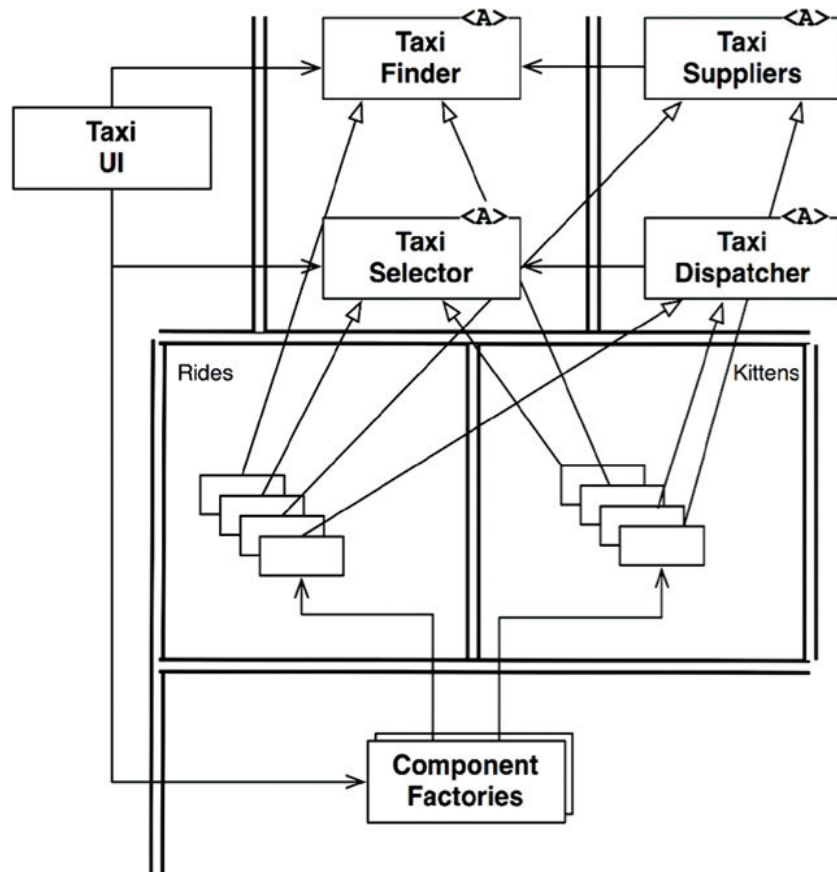 <A>
Taxi
Finder
<A>
Taxi
Suppliers
Taxi
UI
<A>
Taxi
Selector
<A>
Taxi
Dispatcher
Rides
Kittens
Component
Factories